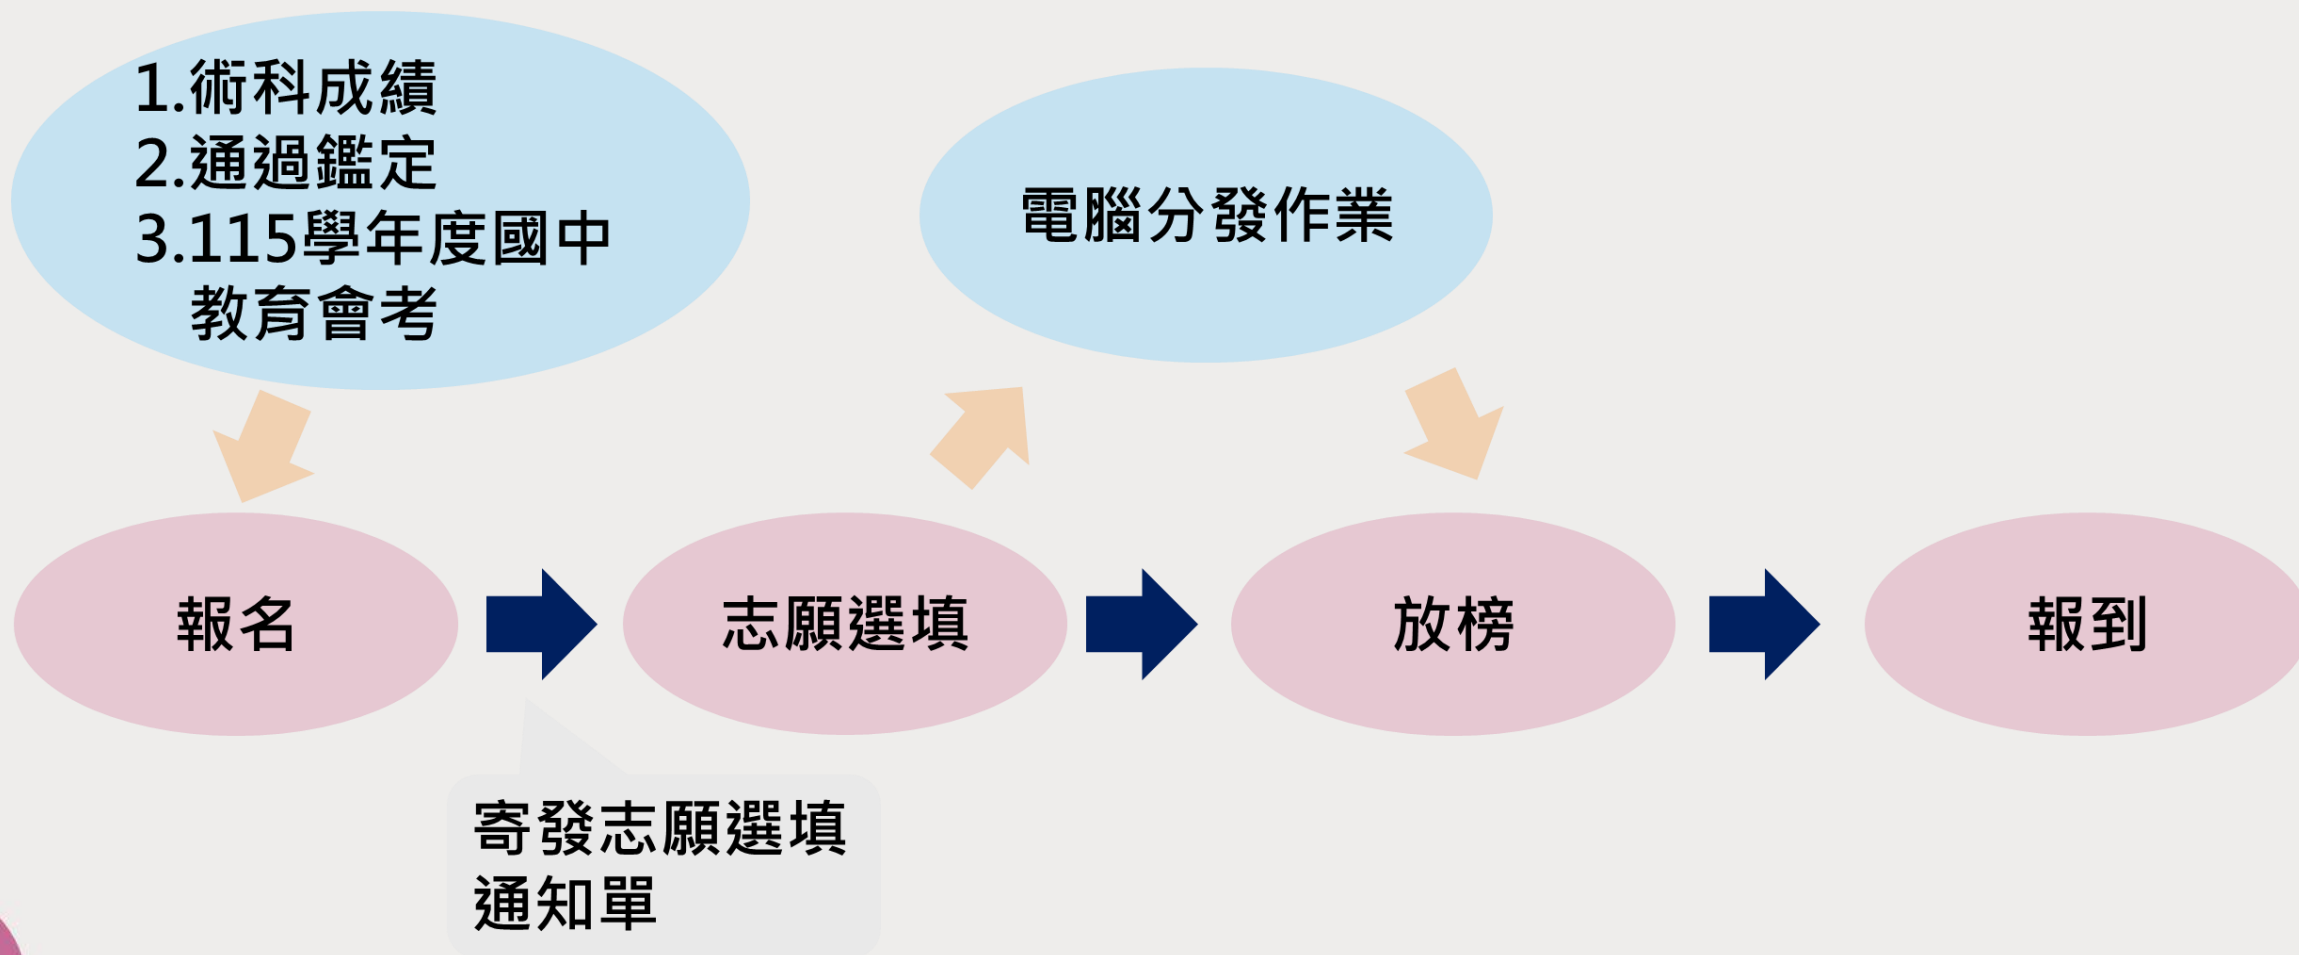 1.術科成績
2.通過鑑定
3.115學年度國中
教育會考
電腦分發作業
報名
志願選填
放榜
報到
寄發志願選填
通知單